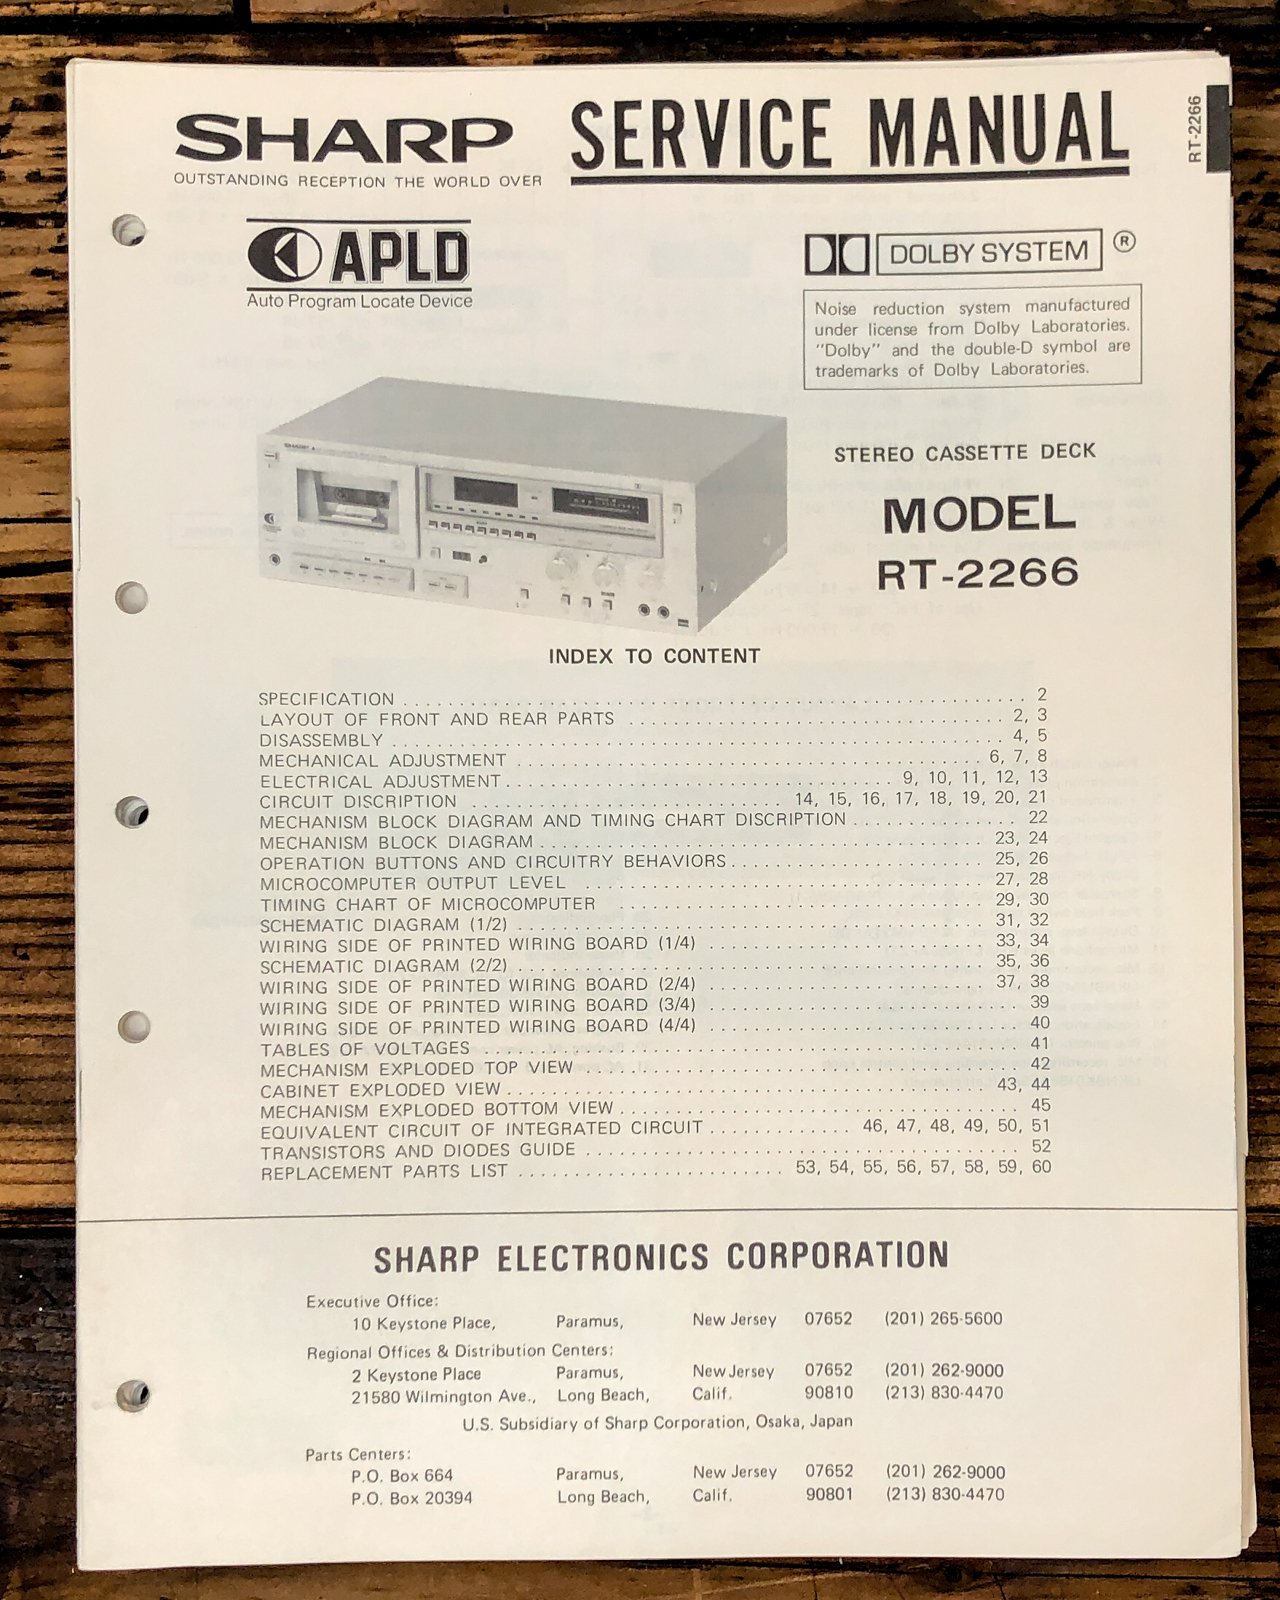 SHARP SERVICE MANUAL
RT-2266
OUTSTANDING RECEPTION THE WORLD OVER
APLD
Auto Program Locate Device
DOLBY SYSTEM ®
Noise reduction system manufactured
under license from Dolby Laboratories.
"Dolby" and the double-D symbol are
trademarks of Dolby Laboratories.
SHARP
STEREO CASSETTE DECK
MODEL
RT-2266
INDEX TO CONTENT
SPECIFICATION . . . . . . . . . . 2
LAYOUT OF FRONT AND REAR PARTS . . . . . . . . . . 2, 3
DISASSEMBLY . . . . . . . . . . 4, 5
MECHANICAL ADJUSTMENT . . . . . . . . . . 6, 7, 8
ELECTRICAL ADJUSTMENT . . . . . . . . . . 9, 10, 11, 12, 13
CIRCUIT DISCRIPTION . . . . . . . . . . 14, 15, 16, 17, 18, 19, 20, 21
MECHANISM BLOCK DIAGRAM AND TIMING CHART DISCRIPTION . . . . . . . . . . 22
MECHANISM BLOCK DIAGRAM . . . . . . . . . . 23, 24
OPERATION BUTTONS AND CIRCUITRY BEHAVIORS . . . . . . . . . . 25, 26
MICROCOMPUTER OUTPUT LEVEL . . . . . . . . . . 27, 28
TIMING CHART OF MICROCOMPUTER . . . . . . . . . . 29, 30
SCHEMATIC DIAGRAM (1/2) . . . . . . . . . . 31, 32
WIRING SIDE OF PRINTED WIRING BOARD (1/4) . . . . . . . . . . 33, 34
SCHEMATIC DIAGRAM (2/2) . . . . . . . . . . 35, 36
WIRING SIDE OF PRINTED WIRING BOARD (2/4) . . . . . . . . . . 37, 38
WIRING SIDE OF PRINTED WIRING BOARD (3/4) . . . . . . . . . . 39
WIRING SIDE OF PRINTED WIRING BOARD (4/4) . . . . . . . . . . 40
TABLES OF VOLTAGES . . . . . . . . . . 41
MECHANISM EXPLODED TOP VIEW . . . . . . . . . . 42
CABINET EXPLODED VIEW . . . . . . . . . . 43, 44
MECHANISM EXPLODED BOTTOM VIEW . . . . . . . . . . 45
EQUIVALENT CIRCUIT OF INTEGRATED CIRCUIT . . . . . . . . . . 46, 47, 48, 49, 50, 51
TRANSISTORS AND DIODES GUIDE . . . . . . . . . . 52
REPLACEMENT PARTS LIST . . . . . . . . . . 53, 54, 55, 56, 57, 58, 59, 60
SHARP ELECTRONICS CORPORATION
Executive Office:
10 Keystone Place, Paramus, New Jersey 07652 (201) 265-5600
Regional Offices & Distribution Centers:
2 Keystone Place Paramus, New Jersey 07652 (201) 262-9000
21580 Wilmington Ave., Long Beach, Calif. 90810 (213) 830-4470
U.S. Subsidiary of Sharp Corporation, Osaka, Japan
Parts Centers:
P.O. Box 664 Paramus, New Jersey 07652 (201) 262-9000
P.O. Box 20394 Long Beach, Calif. 90801 (213) 830-4470